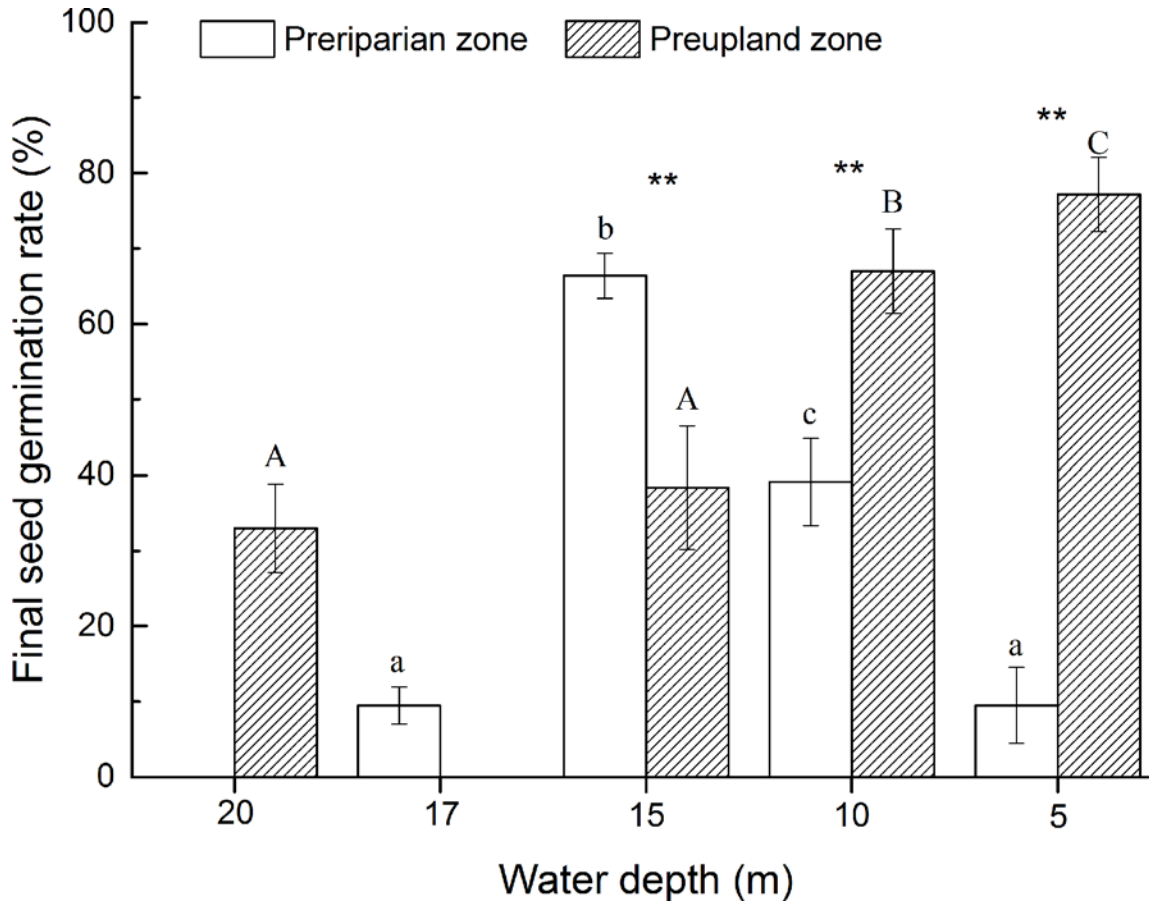 Final seed germination rate (%)
100
80
60
40
20
0
Preriparian zone
Preupland zone
A
a
b
**
A
c
**
B
a
**
C
20
17
15
10
5
Water depth (m)